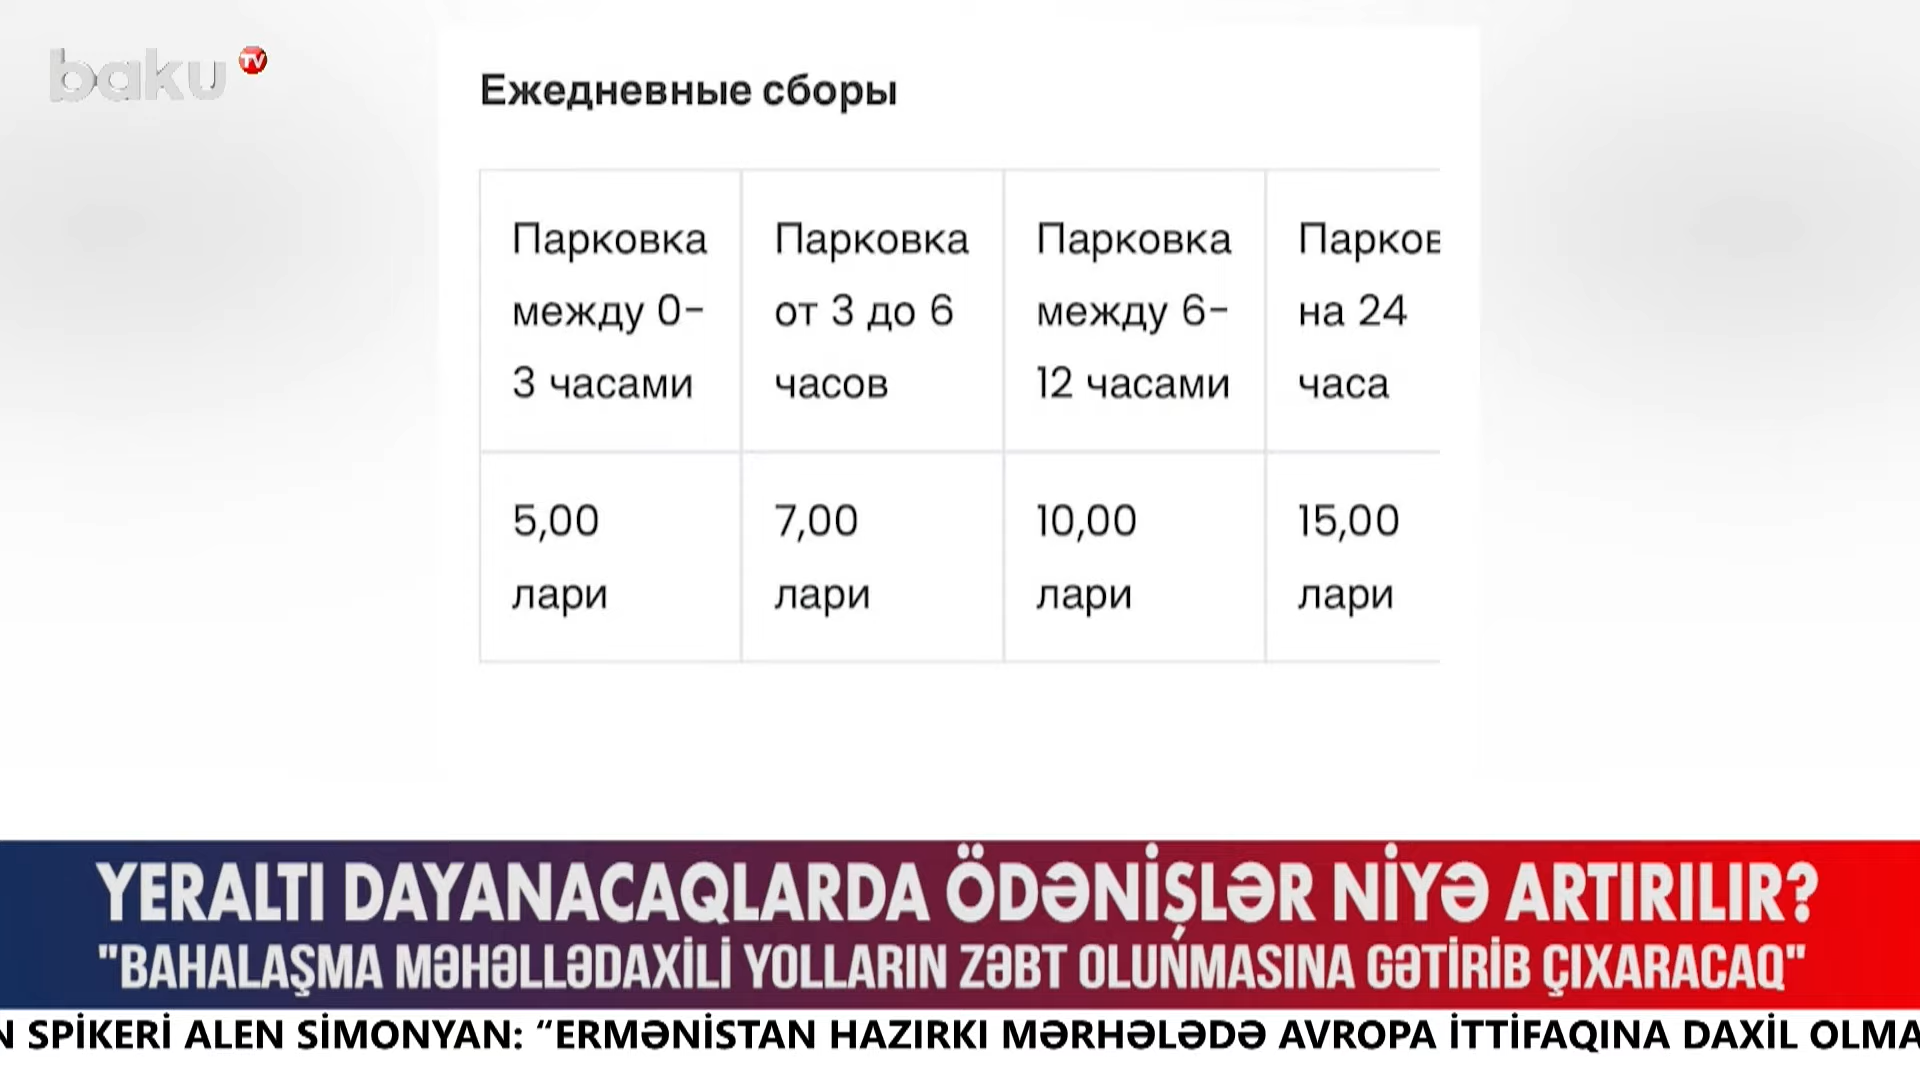 baku TV
Ежедневные сборы
Парковка
между 0-
3 часами
Парковка
от 3 до 6
часов
Парковка
между 6-
12 часами
Парков
на 24
часа
5,00
лари
7,00
лари
10,00
лари
15,00
лари
YERALTI DAYANACAQLARDA ÖDƏNİŞLƏR NİYƏ ARTIRILIR?
"BAHALAŞMA MƏHƏLLƏDAXİLİ YOLLARIN ZƏBT OLUNMASINA GƏTİRİB ÇIXARACAQ"
N SPİKERİ ALEN SİMONYAN: “ERMƏNİSTAN HAZIRKI MƏRHƏLƏDƏ AVROPA İTTİFAQINA DAXİL OLMA